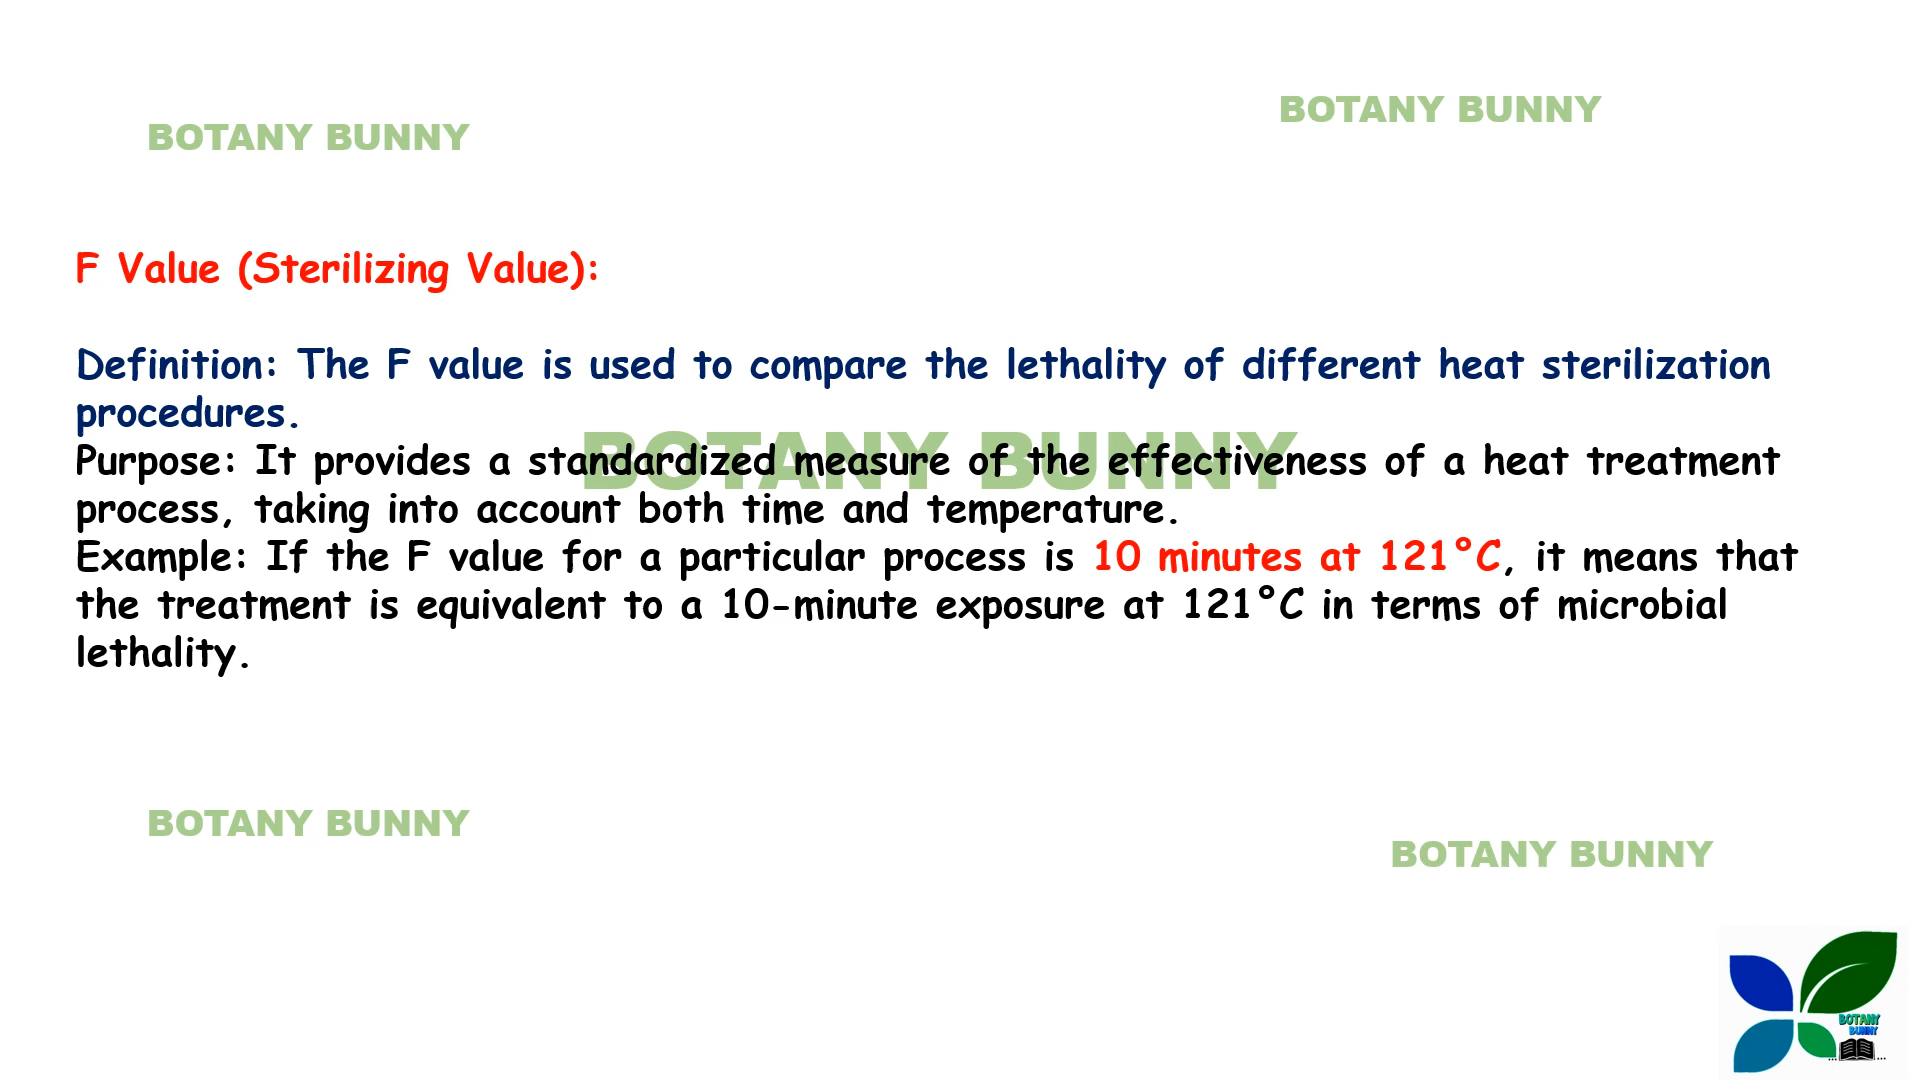 BOTANY BUNNY
BOTANY BUNNY
F Value (Sterilizing Value):
Definition: The F value is used to compare the lethality of different heat sterilization
procedures.
BOTANY BUNNY
Purpose: It provides a standardized measure of the effectiveness of a heat treatment
process, taking into account both time and temperature.
Example: If the F value for a particular process is 10 minutes at 121°C, it means that
the treatment is equivalent to a 10-minute exposure at 121°C in terms of microbial
lethality.
BOTANY BUNNY
BOTANY BUNNY
BOTANY
BUNNY